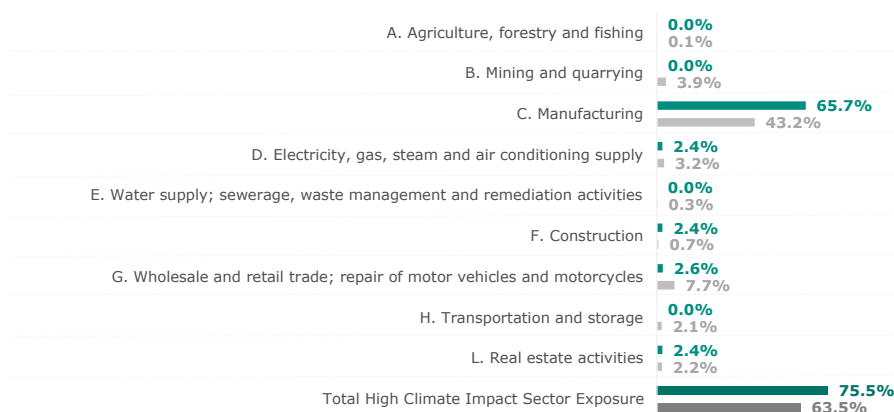 A. Agriculture, forestry and fishing
0.0%
0.1%
B. Mining and quarrying
0.0%
3.9%
C. Manufacturing
65.7%
43.2%
D. Electricity, gas, steam and air conditioning supply
2.4%
3.2%
E. Water supply; sewerage, waste management and remediation activities
0.0%
0.3%
F. Construction
2.4%
0.7%
G. Wholesale and retail trade; repair of motor vehicles and motorcycles
2.6%
7.7%
H. Transportation and storage
0.0%
2.1%
L. Real estate activities
2.4%
2.2%
Total High Climate Impact Sector Exposure
75.5%
63.5%